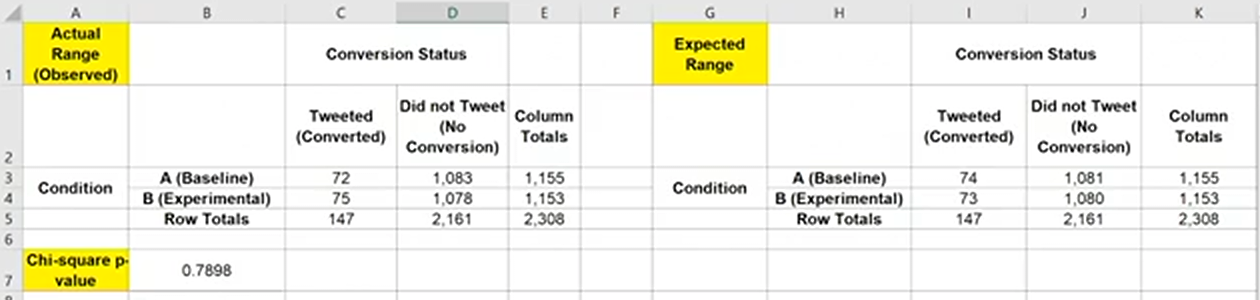 A B C D E F G H I J K
1 Actual Range (Observed) Conversion Status Expected Range Conversion Status
2 Tweeted (Converted) Did not Tweet (No Conversion) Column Totals Tweeted (Converted) Did not Tweet (No Conversion) Column Totals
3 Condition A (Baseline) 72 1,083 1,155 Condition A (Baseline) 74 1,081 1,155
4 B (Experimental) 75 1,078 1,153 B (Experimental) 73 1,080 1,153
5 Row Totals 147 2,161 2,308 Row Totals 147 2,161 2,308
6
7 Chi-square p-value 0.7898